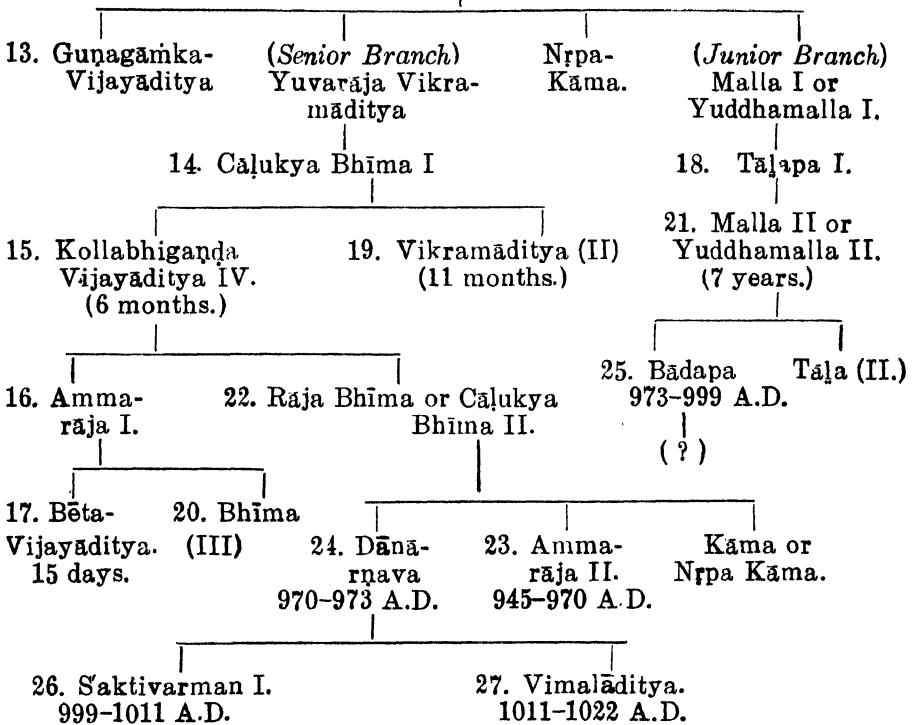 13. Guṇagāṁka- (Senior Branch) Nṛpa- (Junior Branch)
Vijayāditya Yuvarāja Vikra- Kāma. Malla I or
māditya Yuddhamalla I.
14. Cāḷukya Bhīma I 18. Tāḷapa I.
21. Malla II or
15. Kollabhigaṇḍa 19. Vikramāditya (II) Yuddhamalla II.
Vijayāditya IV. (11 months.) (7 years.)
(6 months.)
25. Bādapa Tāḷa (II.)
16. Amma- 22. Rāja Bhīma or Cāḷukya 973–999 A.D.
rāja I. Bhīma II.
( ? )
17. Bēta- 20. Bhīma
Vijayāditya. (III) 24. Dānā- 23. Amma- Kāma or
15 days. rṇava rāja II. Nṛpa Kāma.
970–973 A.D. 945–970 A.D.
26. S'aktivarman I. 27. Vimalāditya.
999–1011 A.D. 1011–1022 A.D.